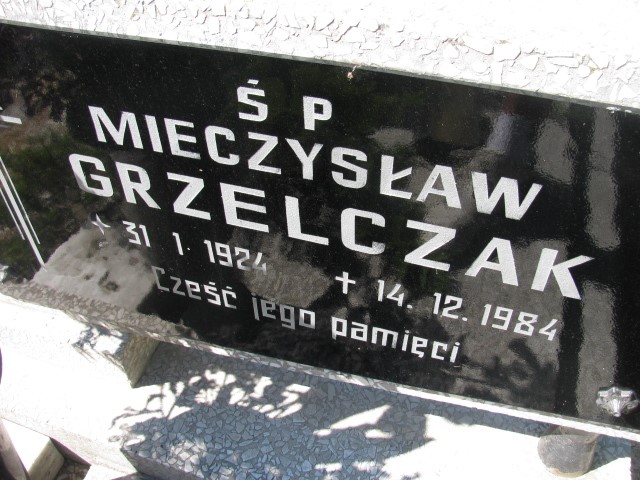 Ś P
MIECZYSŁAW
GRZELCZAK
31 1. 1924 ✝ 14. 12. 1984
Cześć jego pamięci